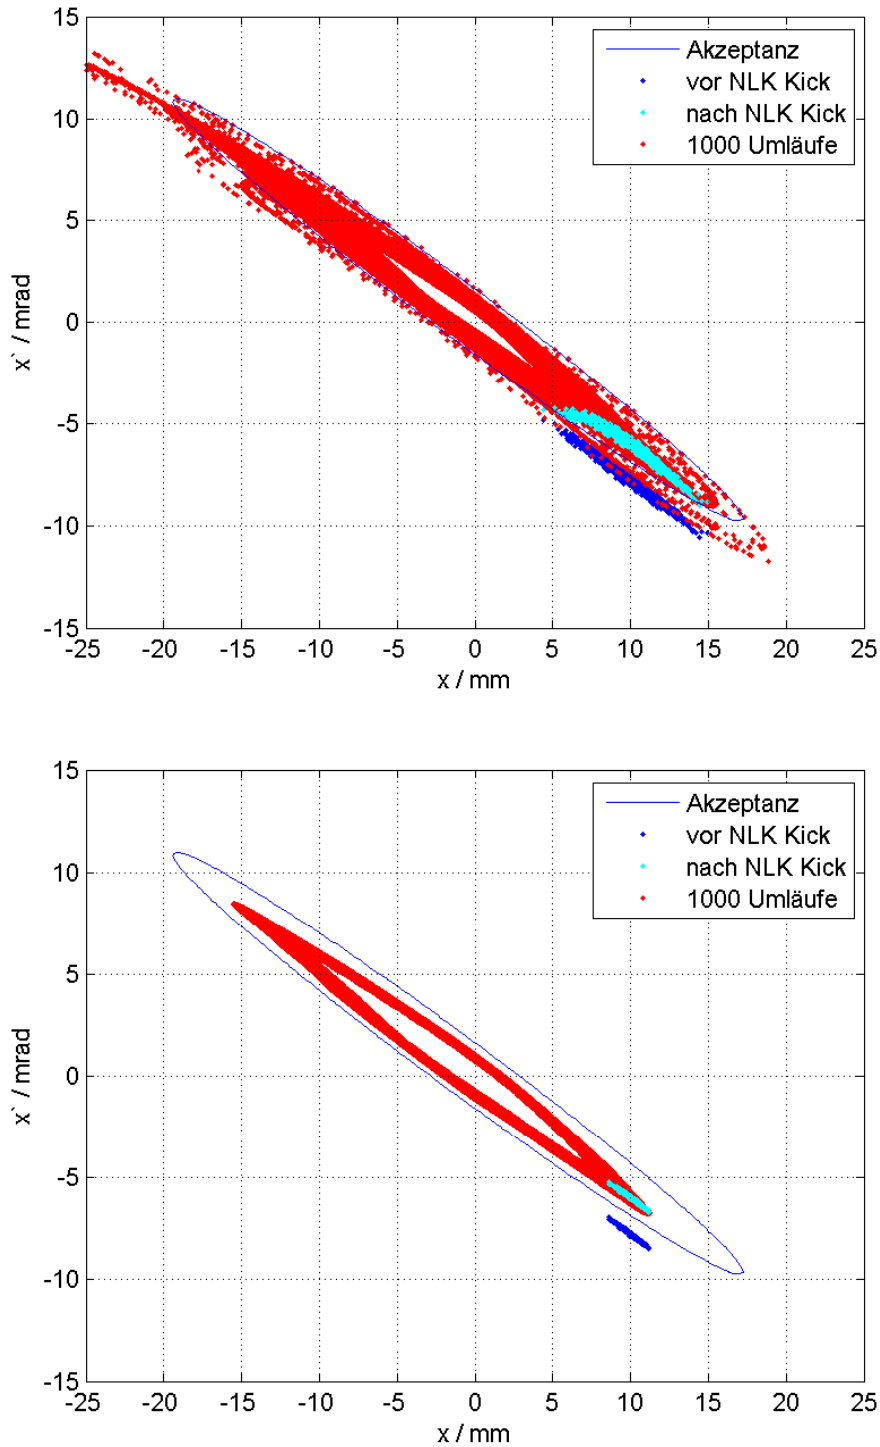 15
10
5
0
-5
-10
-15
x` / mrad
-25 -20 -15 -10 -5 0 5 10 15 20 25
x / mm
Akzeptanz
vor NLK Kick
nach NLK Kick
1000 Umläufe
15
10
5
0
-5
-10
-15
x` / mrad
-25 -20 -15 -10 -5 0 5 10 15 20 25
x / mm
Akzeptanz
vor NLK Kick
nach NLK Kick
1000 Umläufe